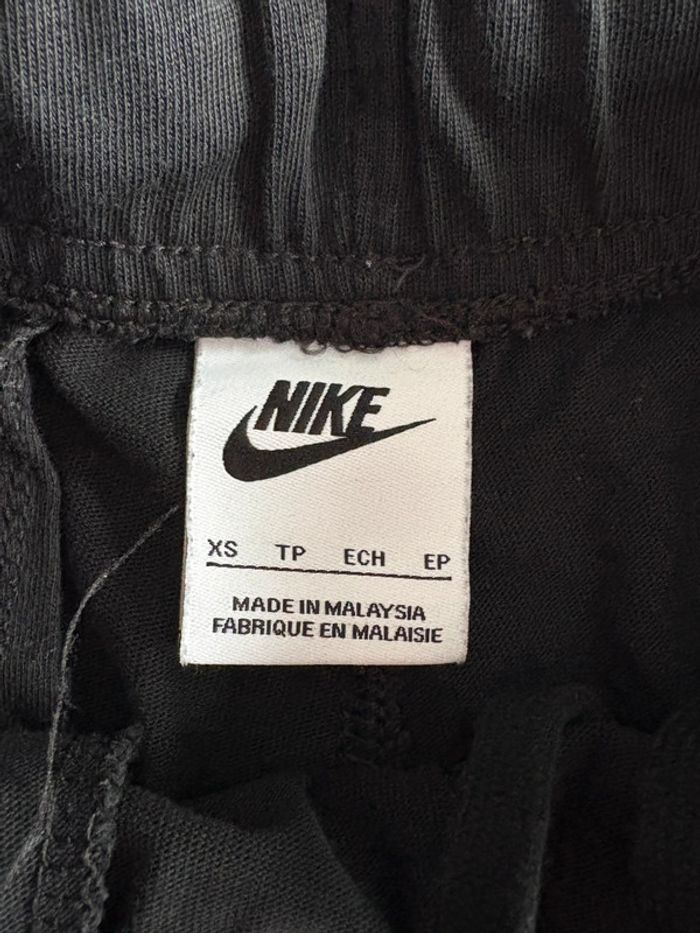 NIKE
XS TP ECH EP
MADE IN MALAYSIA
FABRIQUE EN MALAISIE